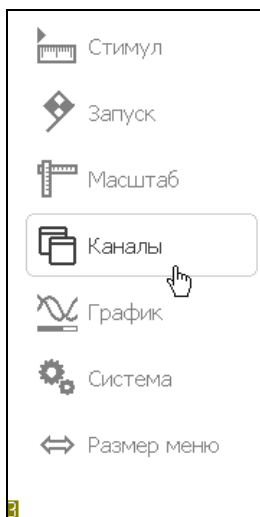 Стимул
Запуск
Масштаб
Каналы
График
Система
Размер меню